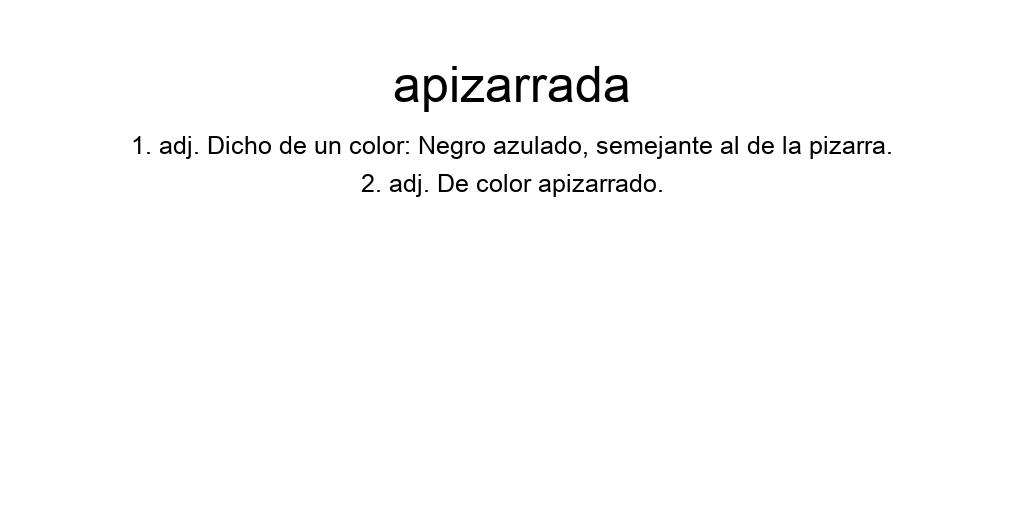 apizarrada
1. adj. Dicho de un color: Negro azulado, semejante al de la pizarra.
2. adj. De color apizarrado.